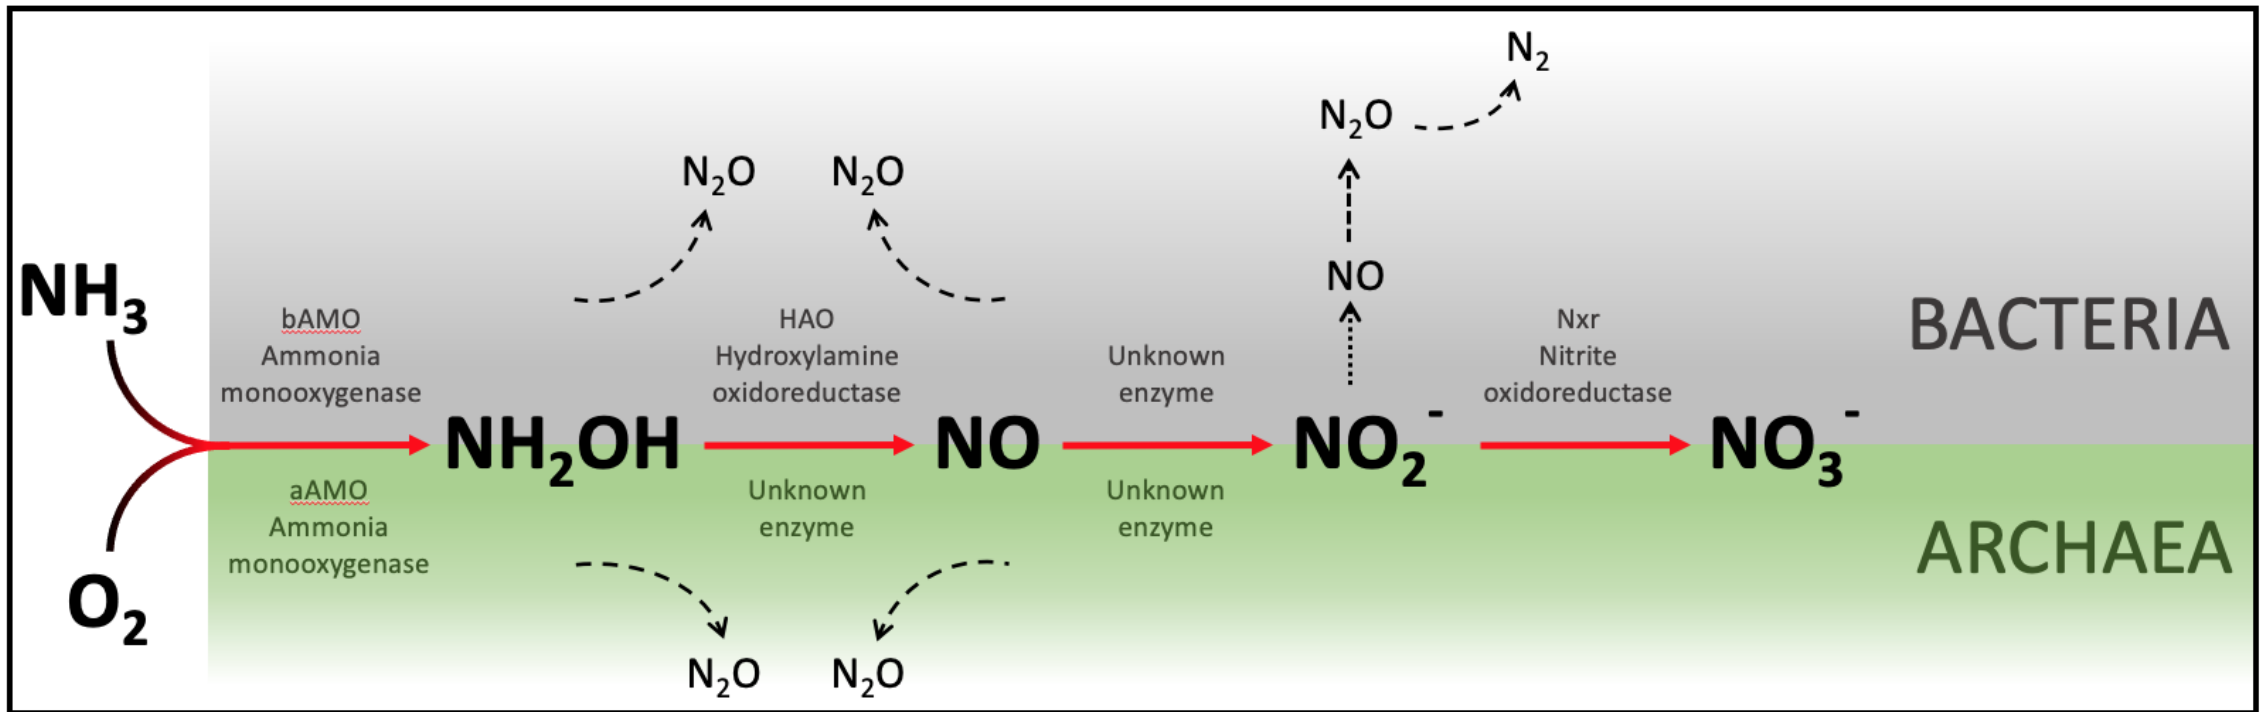 N₂
N₂O
N₂O N₂O
NH₃
NO
bAMO
Ammonia
monooxygenase
HAO
Hydroxylamine
oxidoreductase
Unknown
enzyme
Nxr
Nitrite
oxidoreductase
BACTERIA
NH₂OH NO NO₂⁻ NO₃⁻
aAMO
Ammonia
monooxygenase
Unknown
enzyme
Unknown
enzyme
ARCHAEA
O₂
N₂O N₂O